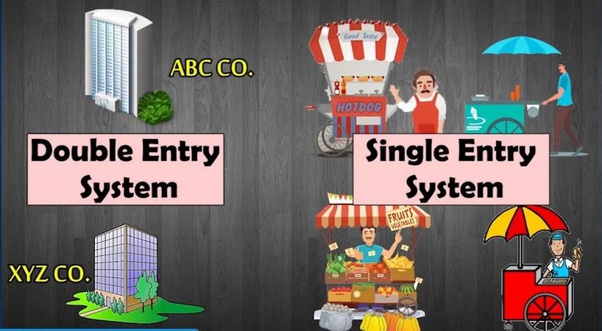 ABC CO.
Good Taste
HOTDOG
Double Entry
System
Single Entry
System
FRUITS
VEGETABLES
XYZ CO.